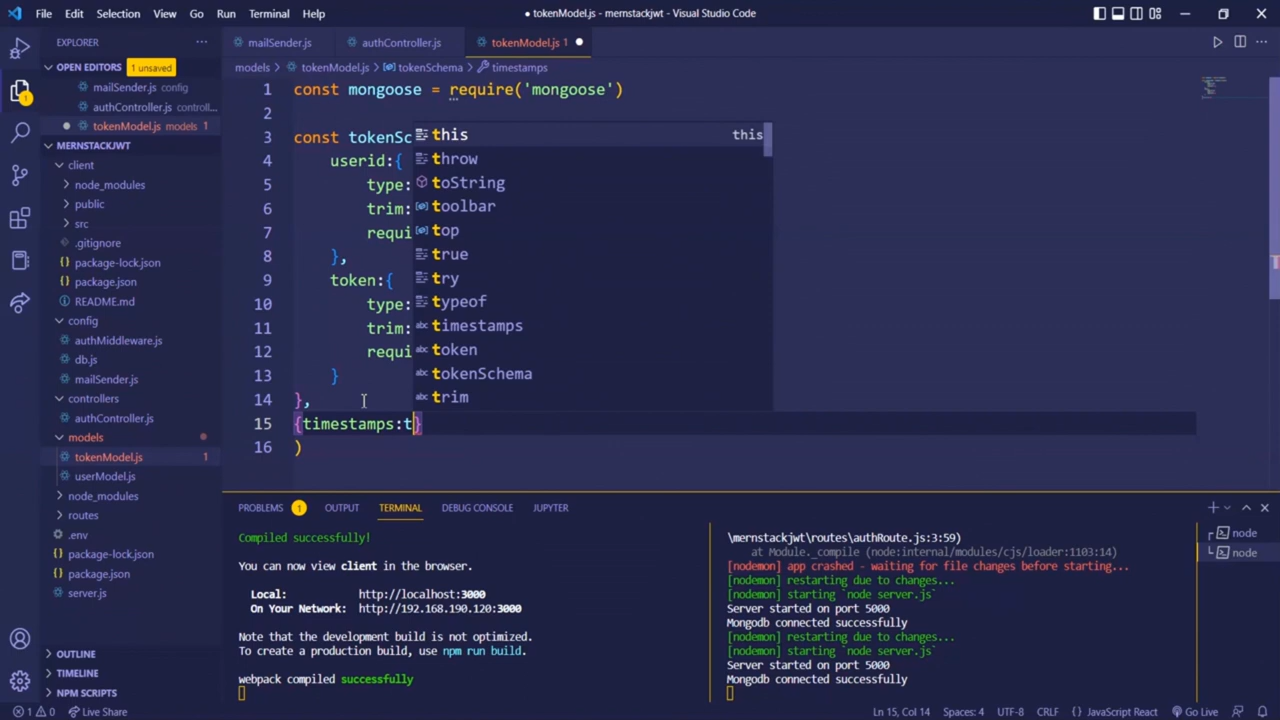 File Edit Selection View Go Run Terminal Help
● tokenModel.js - mernstackjwt - Visual Studio Code
EXPLORER
OPEN EDITORS 1 unsaved
mailSender.js config
authController.js controll...
tokenModel.js models 1
MERNSTACKJWT
client
node_modules
public
src
.gitignore
package-lock.json
package.json
README.md
config
authMiddleware.js
db.js
mailSender.js
controllers
authController.js
models
tokenModel.js 1
userModel.js
node_modules
routes
.env
package-lock.json
package.json
server.js
OUTLINE
TIMELINE
NPM SCRIPTS
mailSender.js authController.js tokenModel.js 1 ●
models > tokenModel.js > tokenSchema > timestamps
1 const mongoose = require('mongoose')
2
3 const tokenSc
4 userid:{
5 type:
6 trim:
7 requi
8 },
9 token:{
10 type:
11 trim:
12 requi
13 }
14 },
15 {timestamps:t}
16 )
this this
throw
toString
toolbar
top
true
try
typeof
timestamps
token
tokenSchema
trim
PROBLEMS 1 OUTPUT TERMINAL DEBUG CONSOLE JUPYTER
Compiled successfully!
You can now view client in the browser.
Local: http://localhost:3000
On Your Network: http://192.168.190.120:3000
Note that the development build is not optimized.
To create a production build, use npm run build.
webpack compiled successfully
\mernstackjwt\routes\authRoute.js:3:59)
at Module._compile (node:internal/modules/cjs/loader:1103:14)
[nodemon] app crashed - waiting for file changes before starting...
[nodemon] restarting due to changes...
[nodemon] starting `node server.js`
Server started on port 5000
Mongodb connected successfully
[nodemon] restarting due to changes...
[nodemon] starting `node server.js`
Server started on port 5000
Mongodb connected successfully
node
node
1 0 Live Share
Ln 15, Col 14 Spaces: 4 UTF-8 CRLF {} JavaScript React Go Live